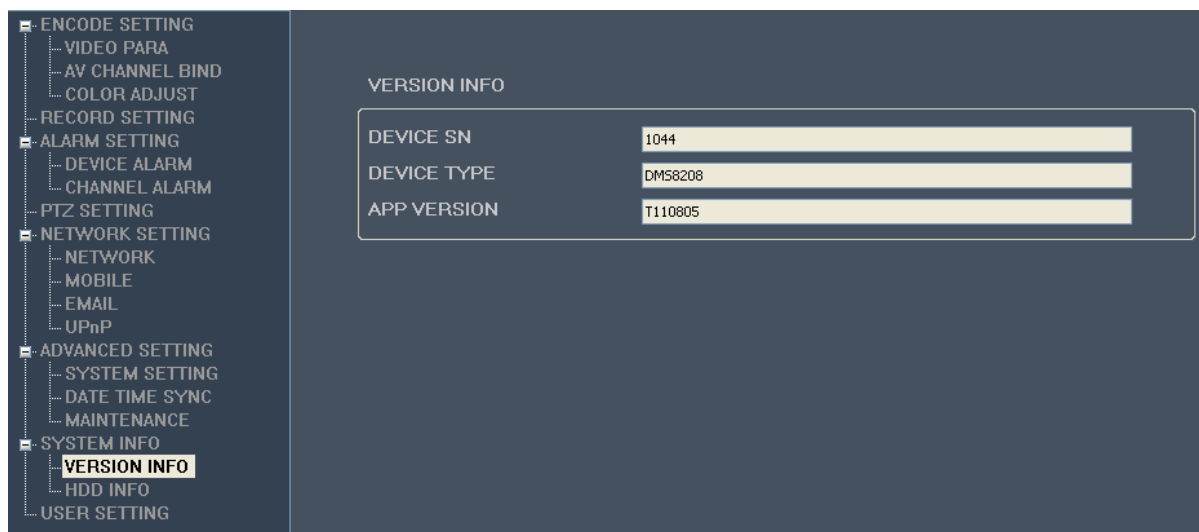 ENCODE SETTING
VIDEO PARA
AV CHANNEL BIND
COLOR ADJUST
RECORD SETTING
ALARM SETTING
DEVICE ALARM
CHANNEL ALARM
PTZ SETTING
NETWORK SETTING
NETWORK
MOBILE
EMAIL
UPnP
ADVANCED SETTING
SYSTEM SETTING
DATE TIME SYNC
MAINTENANCE
SYSTEM INFO
VERSION INFO
HDD INFO
USER SETTING
VERSION INFO
DEVICE SN 1044
DEVICE TYPE DMS8208
APP VERSION T110805